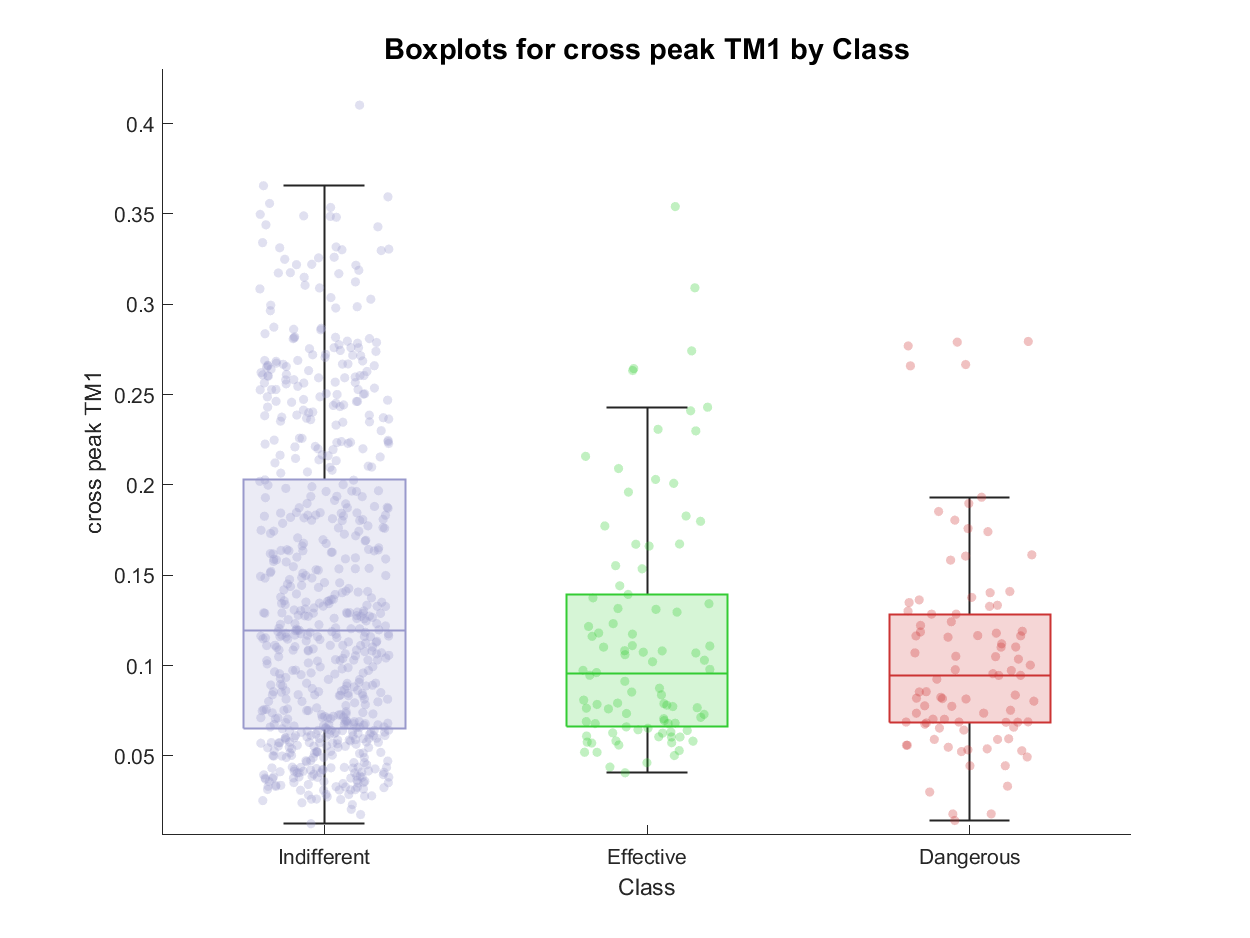 Boxplots for cross peak TM1 by Class
0.4
0.35
0.3
0.25
0.2
0.15
0.1
0.05
cross peak TM1
Indifferent
Effective
Dangerous
Class